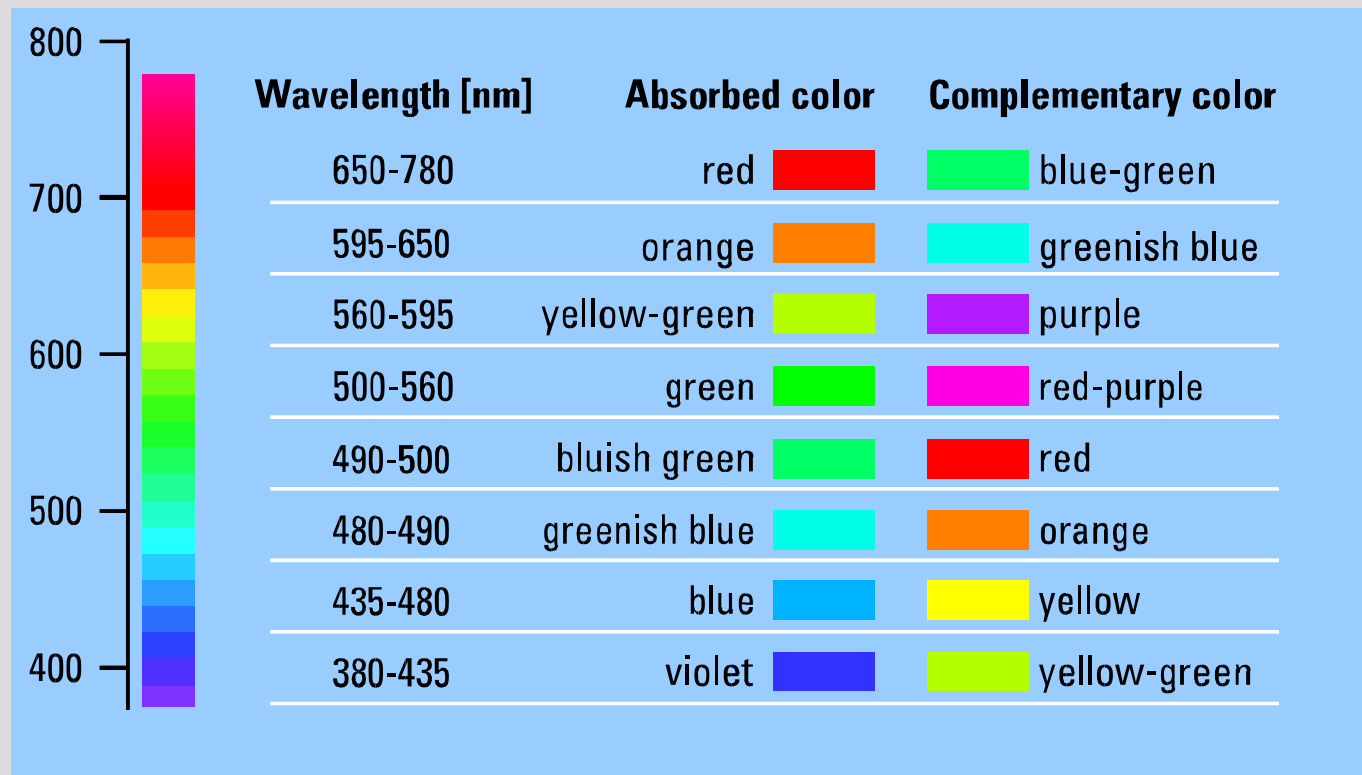 800
700
600
500
400
Wavelength [nm] Absorbed color Complementary color
650-780 red blue-green
595-650 orange greenish blue
560-595 yellow-green purple
500-560 green red-purple
490-500 bluish green red
480-490 greenish blue orange
435-480 blue yellow
380-435 violet yellow-green